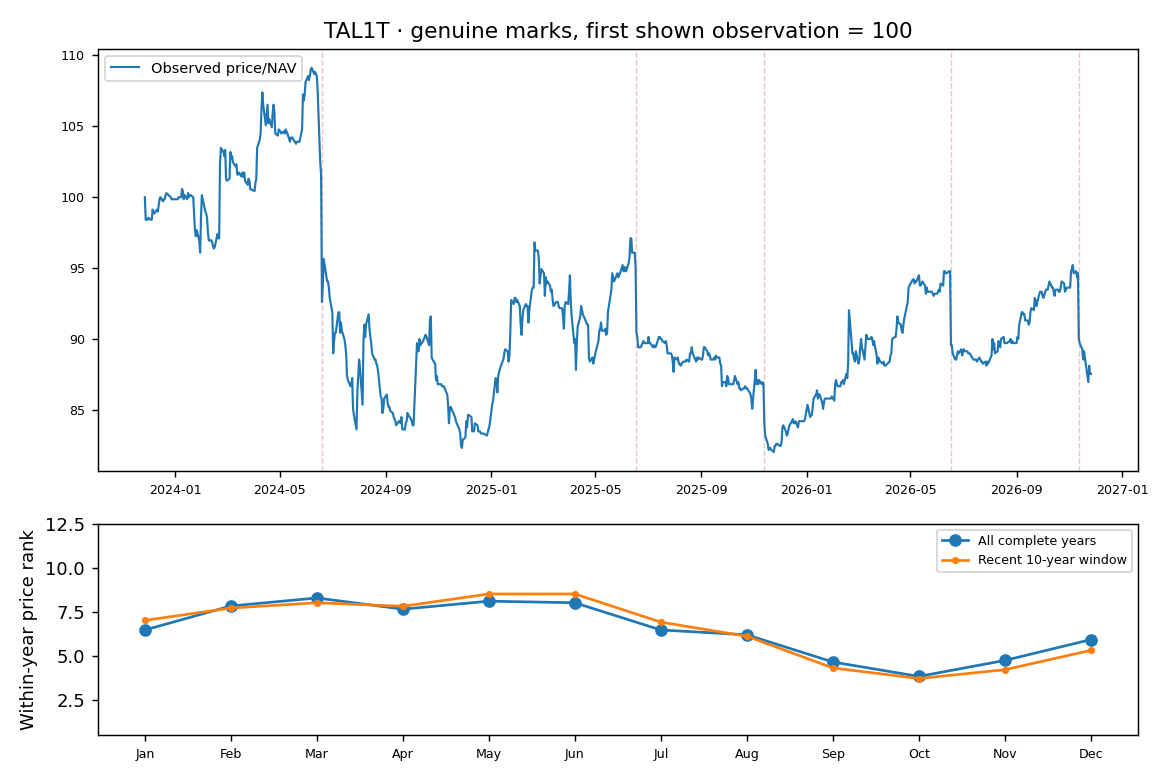 TAL1T · genuine marks, first shown observation = 100
Observed price/NAV
110
105
100
95
90
85
2024-01
2024-05
2024-09
2025-01
2025-05
2025-09
2026-01
2026-05
2026-09
2027-01
Within-year price rank
12.5
10.0
7.5
5.0
2.5
All complete years
Recent 10-year window
Jan
Feb
Mar
Apr
May
Jun
Jul
Aug
Sep
Oct
Nov
Dec